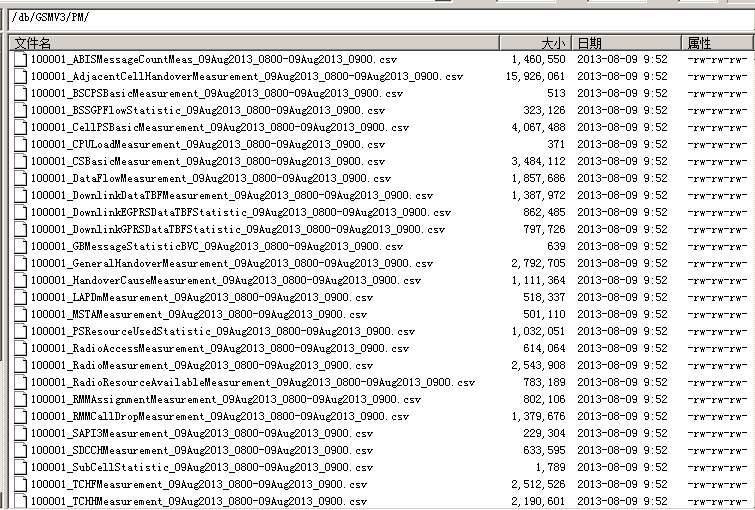 /db/GSMV3/PM/
文件名 大小 日期 属性
100001_ABISMessageCountMeas_09Aug2013_0800-09Aug2013_0900.csv 1,460,550 2013-08-09 9:52 -rw-rw-rw-
100001_AdjacentCellHandoverMeasurement_09Aug2013_0800-09Aug2013_0900.csv 15,926,061 2013-08-09 9:52 -rw-rw-rw-
100001_BSCPSBasicMeasurement_09Aug2013_0800-09Aug2013_0900.csv 513 2013-08-09 9:52 -rw-rw-rw-
100001_BSSGPFlowStatistic_09Aug2013_0800-09Aug2013_0900.csv 323,126 2013-08-09 9:52 -rw-rw-rw-
100001_CellPSBasicMeasurement_09Aug2013_0800-09Aug2013_0900.csv 4,067,488 2013-08-09 9:52 -rw-rw-rw-
100001_CPULoadMeasurement_09Aug2013_0800-09Aug2013_0900.csv 371 2013-08-09 9:52 -rw-rw-rw-
100001_CSBasicMeasurement_09Aug2013_0800-09Aug2013_0900.csv 3,484,112 2013-08-09 9:52 -rw-rw-rw-
100001_DataFlowMeasurement_09Aug2013_0800-09Aug2013_0900.csv 1,857,686 2013-08-09 9:52 -rw-rw-rw-
100001_DownlinkDataTBFMeasurement_09Aug2013_0800-09Aug2013_0900.csv 1,387,972 2013-08-09 9:52 -rw-rw-rw-
100001_DownlinkEGPRSDataTBFStatistic_09Aug2013_0800-09Aug2013_0900.csv 862,485 2013-08-09 9:52 -rw-rw-rw-
100001_DownlinkGPRSDataTBFStatistic_09Aug2013_0800-09Aug2013_0900.csv 797,726 2013-08-09 9:52 -rw-rw-rw-
100001_GBMessageStatisticBVC_09Aug2013_0800-09Aug2013_0900.csv 639 2013-08-09 9:52 -rw-rw-rw-
100001_GeneralHandoverMeasurement_09Aug2013_0800-09Aug2013_0900.csv 2,792,705 2013-08-09 9:52 -rw-rw-rw-
100001_HandoverCauseMeasurement_09Aug2013_0800-09Aug2013_0900.csv 1,111,364 2013-08-09 9:52 -rw-rw-rw-
100001_LAPDmMeasurement_09Aug2013_0800-09Aug2013_0900.csv 518,337 2013-08-09 9:52 -rw-rw-rw-
100001_MSTAMeasurement_09Aug2013_0800-09Aug2013_0900.csv 501,110 2013-08-09 9:52 -rw-rw-rw-
100001_PSResourceUsedStatistic_09Aug2013_0800-09Aug2013_0900.csv 1,032,051 2013-08-09 9:52 -rw-rw-rw-
100001_RadioAccessMeasurement_09Aug2013_0800-09Aug2013_0900.csv 614,064 2013-08-09 9:52 -rw-rw-rw-
100001_RadioMeasurement_09Aug2013_0800-09Aug2013_0900.csv 2,543,908 2013-08-09 9:52 -rw-rw-rw-
100001_RadioResourceAvailableMeasurement_09Aug2013_0800-09Aug2013_0900.csv 783,189 2013-08-09 9:52 -rw-rw-rw-
100001_RMMAssignmentMeasurement_09Aug2013_0800-09Aug2013_0900.csv 802,106 2013-08-09 9:52 -rw-rw-rw-
100001_RMMCallDropMeasurement_09Aug2013_0800-09Aug2013_0900.csv 1,379,676 2013-08-09 9:52 -rw-rw-rw-
100001_SAPI3Measurement_09Aug2013_0800-09Aug2013_0900.csv 229,304 2013-08-09 9:52 -rw-rw-rw-
100001_SDCCHMeasurement_09Aug2013_0800-09Aug2013_0900.csv 633,595 2013-08-09 9:52 -rw-rw-rw-
100001_SubCellStatistic_09Aug2013_0800-09Aug2013_0900.csv 1,789 2013-08-09 9:52 -rw-rw-rw-
100001_TCHFMeasurement_09Aug2013_0800-09Aug2013_0900.csv 2,512,526 2013-08-09 9:52 -rw-rw-rw-
100001_TCHHMeasurement_09Aug2013_0800-09Aug2013_0900.csv 2,190,601 2013-08-09 9:52 -rw-rw-rw-